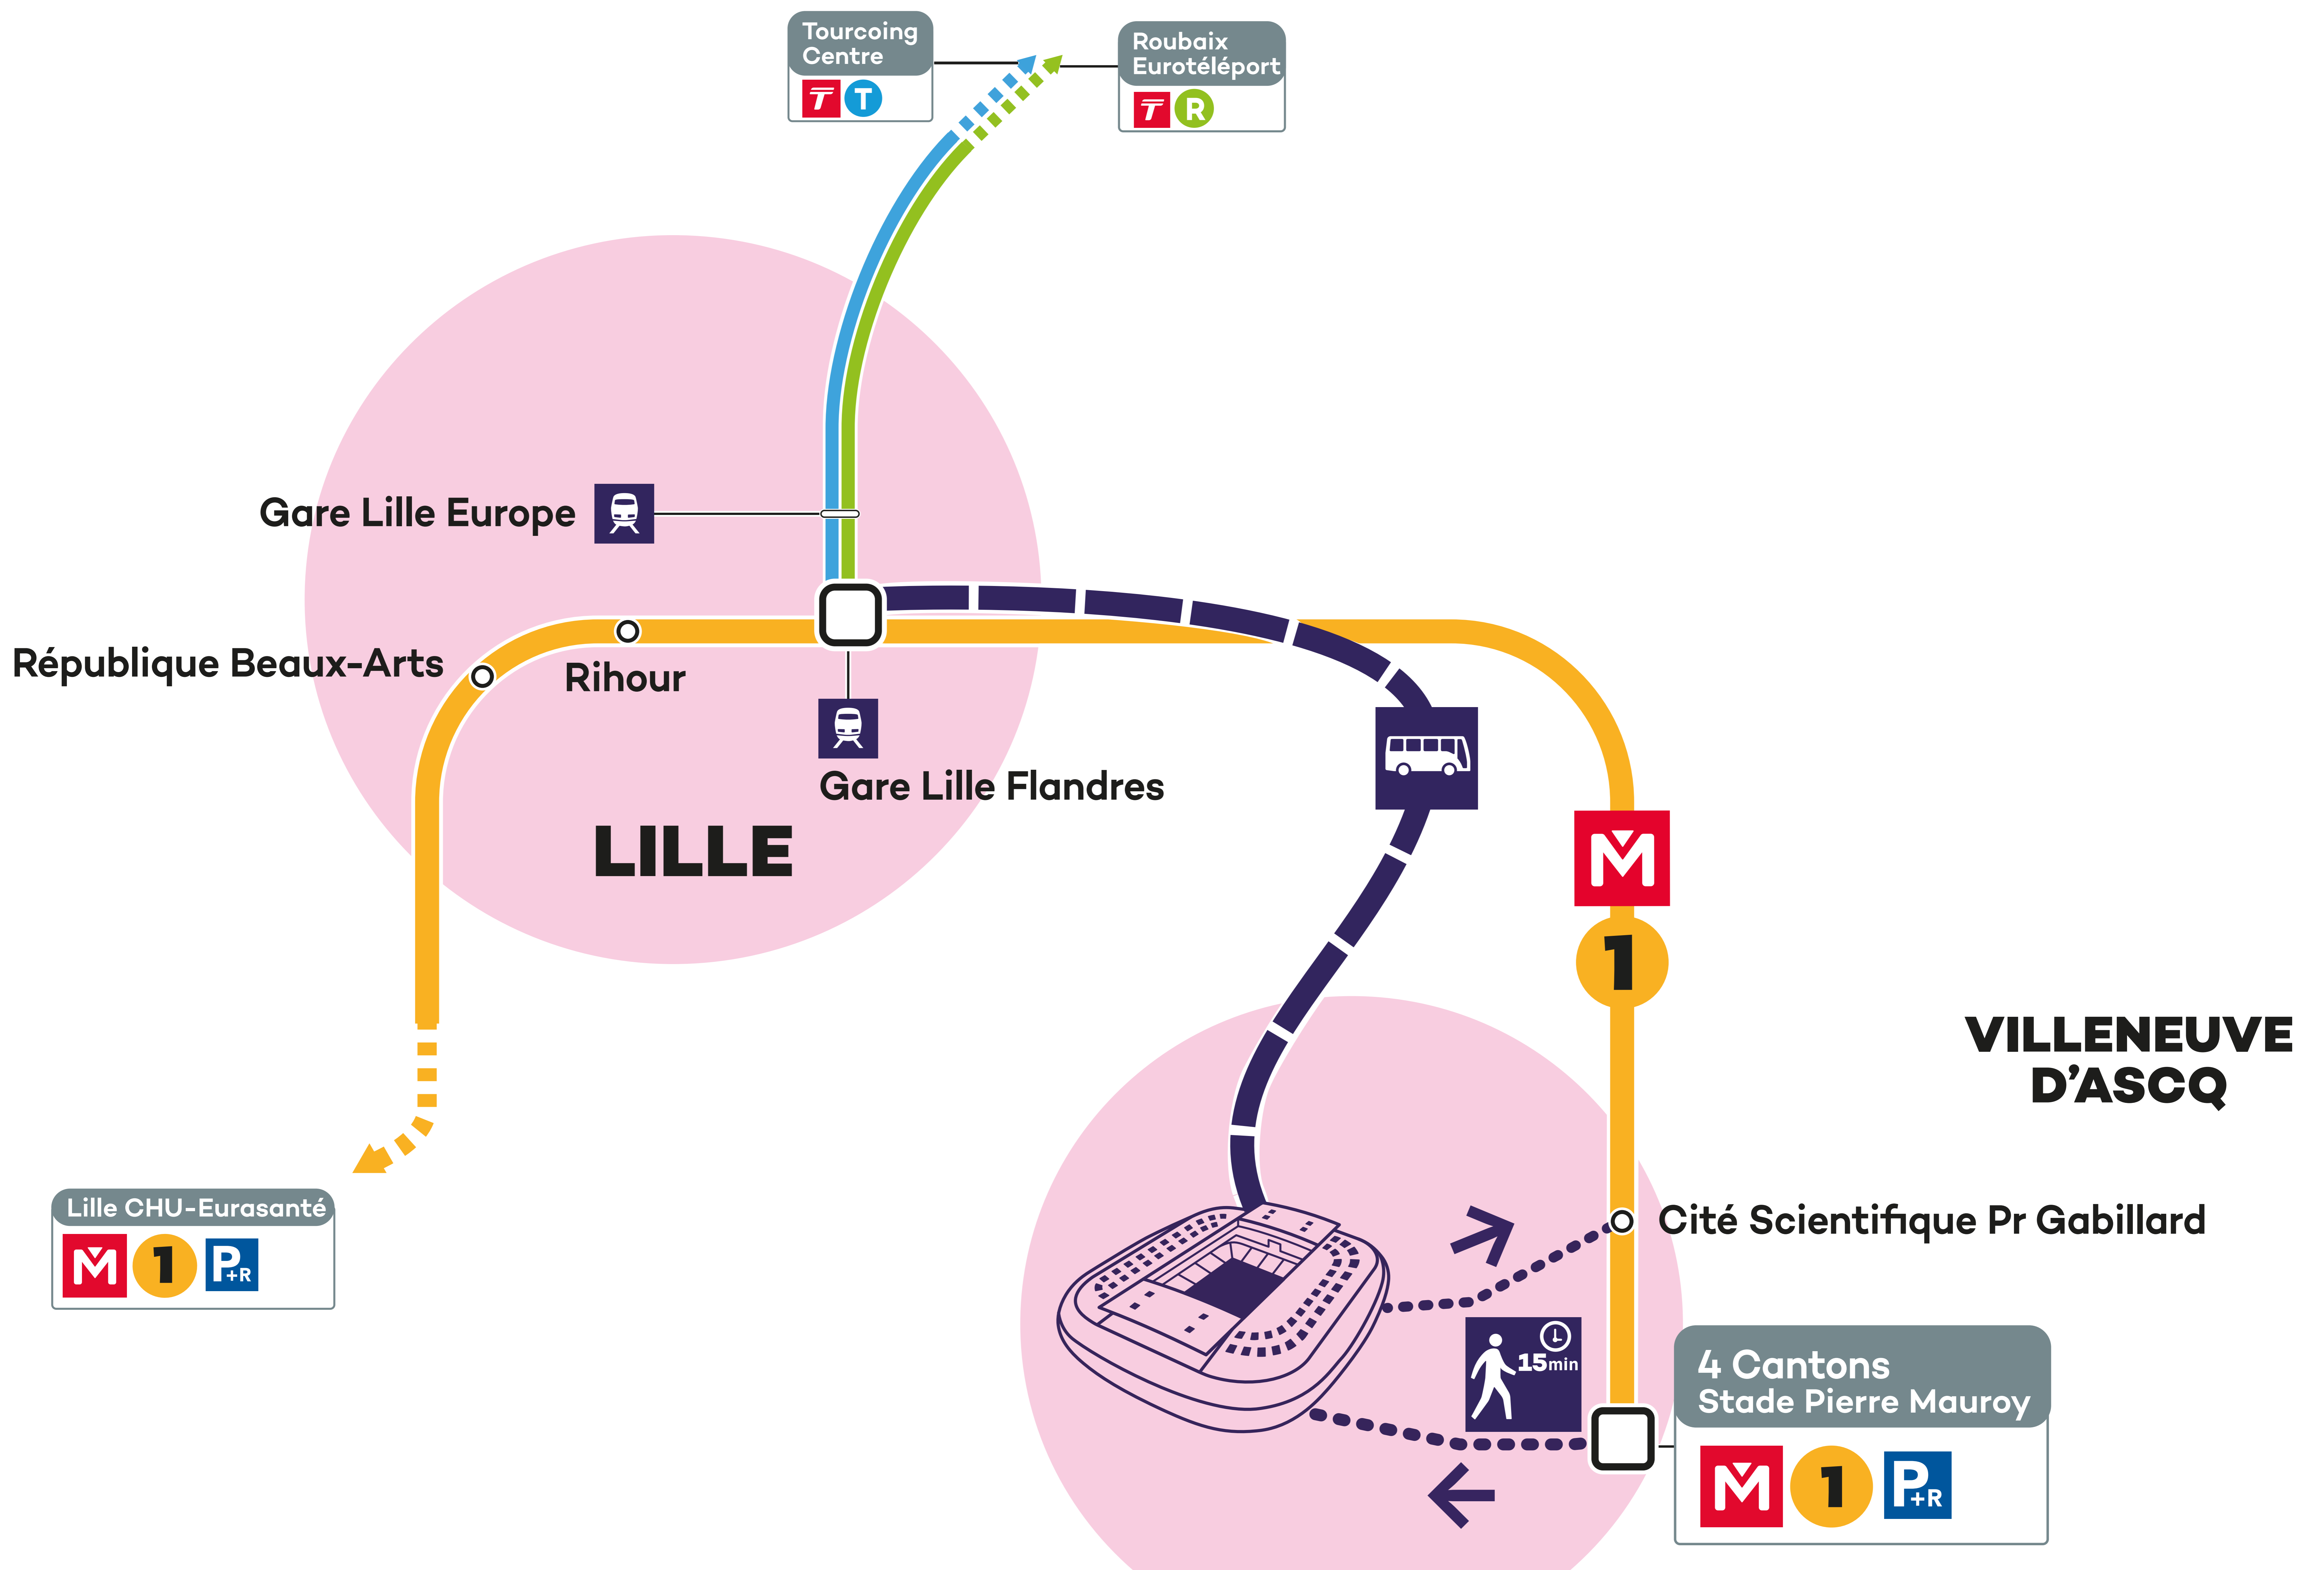 Tourcoing
Centre
T T
Roubaix
Eurotéléport
T R
Gare Lille Europe
République Beaux-Arts
Rihour
Gare Lille Flandres
LILLE
M
1
VILLENEUVE
D’ASCQ
Lille CHU-Eurasanté
M 1 P+R
Cité Scientifique Pr Gabillard
15min
4 Cantons
Stade Pierre Mauroy
M 1 P+R